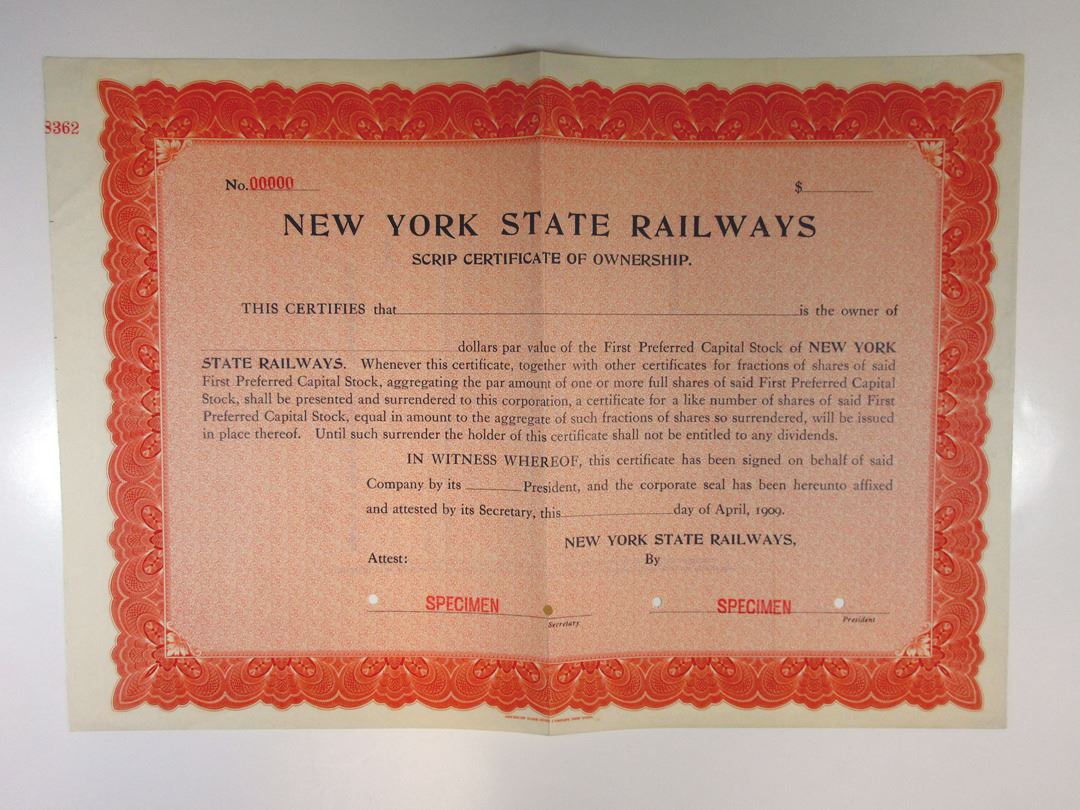 8362
No. 00000 $
NEW YORK STATE RAILWAYS
SCRIP CERTIFICATE OF OWNERSHIP.
THIS CERTIFIES that is the owner of
dollars par value of the First Preferred Capital Stock of NEW YORK
STATE RAILWAYS. Whenever this certificate, together with other certificates for fractions of shares of said
First Preferred Capital Stock, aggregating the par amount of one or more full shares of said First Preferred Capital
Stock, shall be presented and surrendered to this corporation, a certificate for a like number of shares of said First
Preferred Capital Stock, equal in amount to the aggregate of such fractions of shares so surrendered, will be issued
in place thereof. Until such surrender the holder of this certificate shall not be entitled to any dividends.
IN WITNESS WHEREOF, this certificate has been signed on behalf of said
Company by its President, and the corporate seal has been hereunto affixed
and attested by its Secretary, this day of April, 1909.
NEW YORK STATE RAILWAYS,
Attest: By
SPECIMEN SPECIMEN
Secretary President
AMERICAN BANK NOTE COMPANY, NEW YORK.